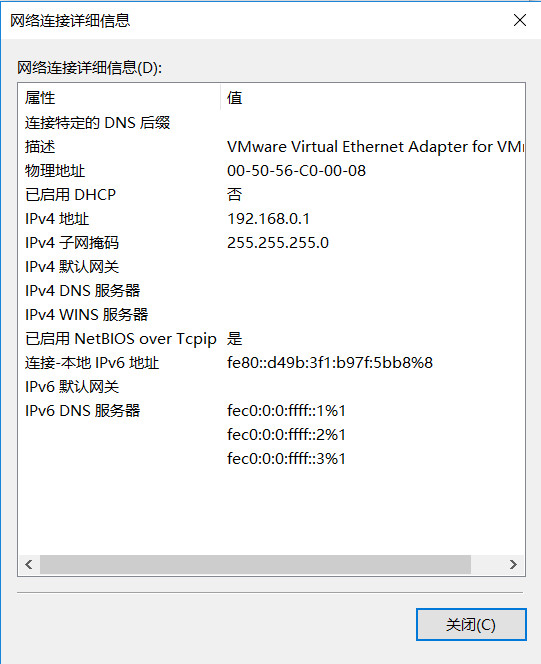 网络连接详细信息
网络连接详细信息(D):
属性 值
连接特定的 DNS 后缀
描述 VMware Virtual Ethernet Adapter for
物理地址 00-50-56-C0-00-08
已启用 DHCP 否
IPv4 地址 192.168.0.1
IPv4 子网掩码 255.255.255.0
IPv4 默认网关
IPv4 DNS 服务器
IPv4 WINS 服务器
已启用 NetBIOS over Tcpip 是
连接-本地 IPv6 地址 fe80::d49b:3f1:b97f:5bb8%8
IPv6 默认网关
IPv6 DNS 服务器 fec0:0:0:ffff::1%1
fec0:0:0:ffff::2%1
fec0:0:0:ffff::3%1
关闭(C)